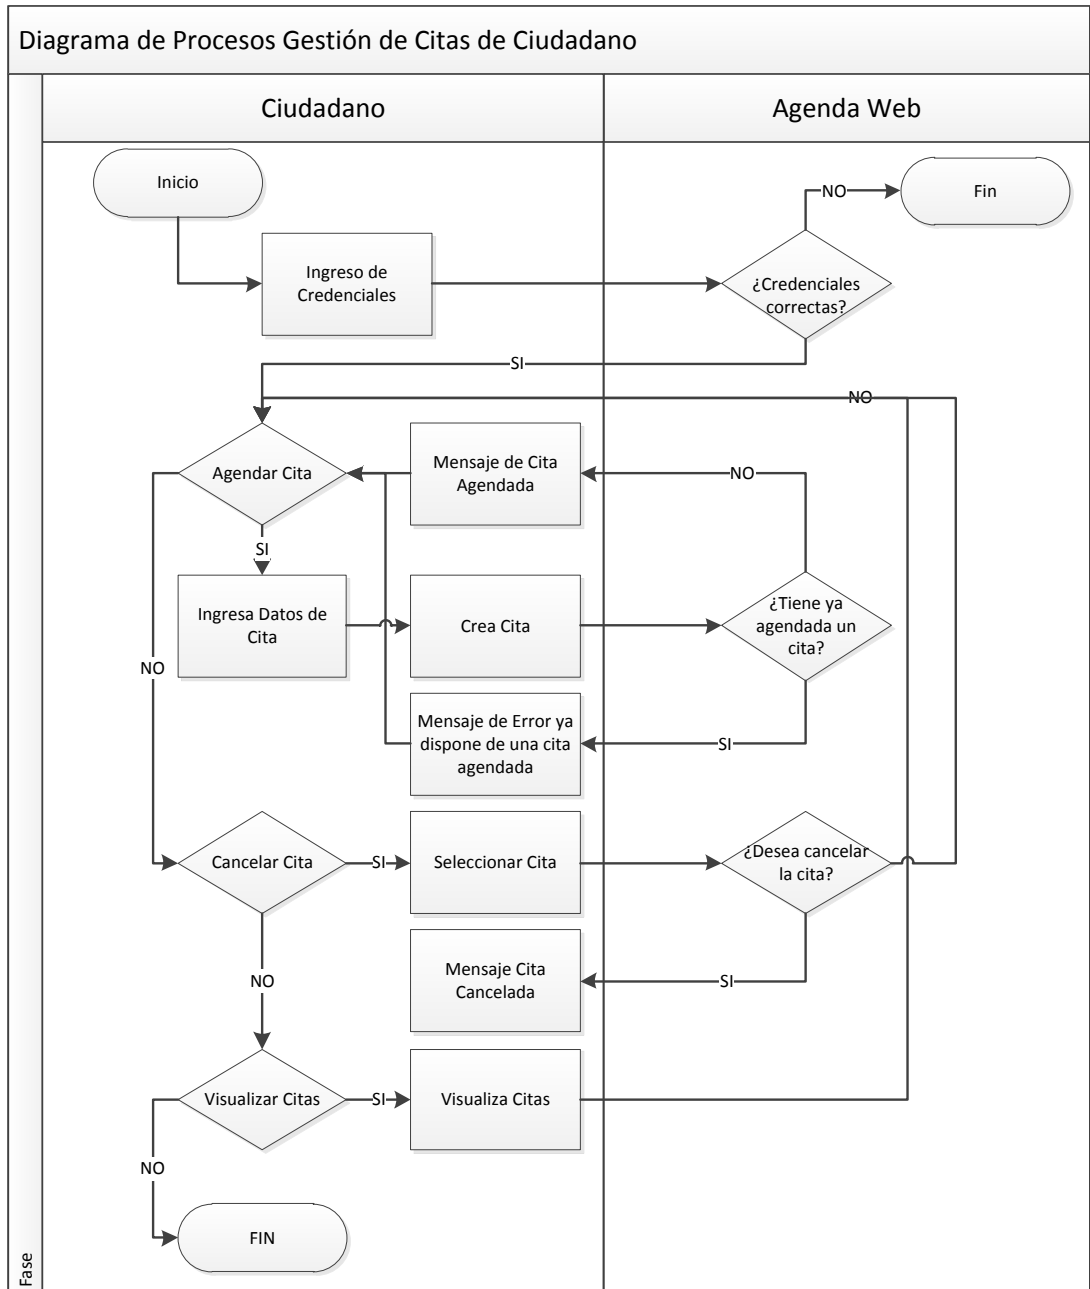 Diagrama de Procesos Gestión de Citas de Ciudadano
Ciudadano
Agenda Web
Inicio
NO
Fin
Ingreso de
Credenciales
¿Credenciales
correctas?
SI
NO
Agendar Cita
Mensaje de Cita
Agendada
NO
SI
Ingresa Datos de
Cita
Crea Cita
¿Tiene ya
agendada un
cita?
NO
Mensaje de Error ya
dispone de una cita
agendada
SI
Cancelar Cita
SI
Seleccionar Cita
¿Desea cancelar
la cita?
NO
Mensaje Cita
Cancelada
SI
Visualizar Citas
SI
Visualiza Citas
NO
FIN
Fase